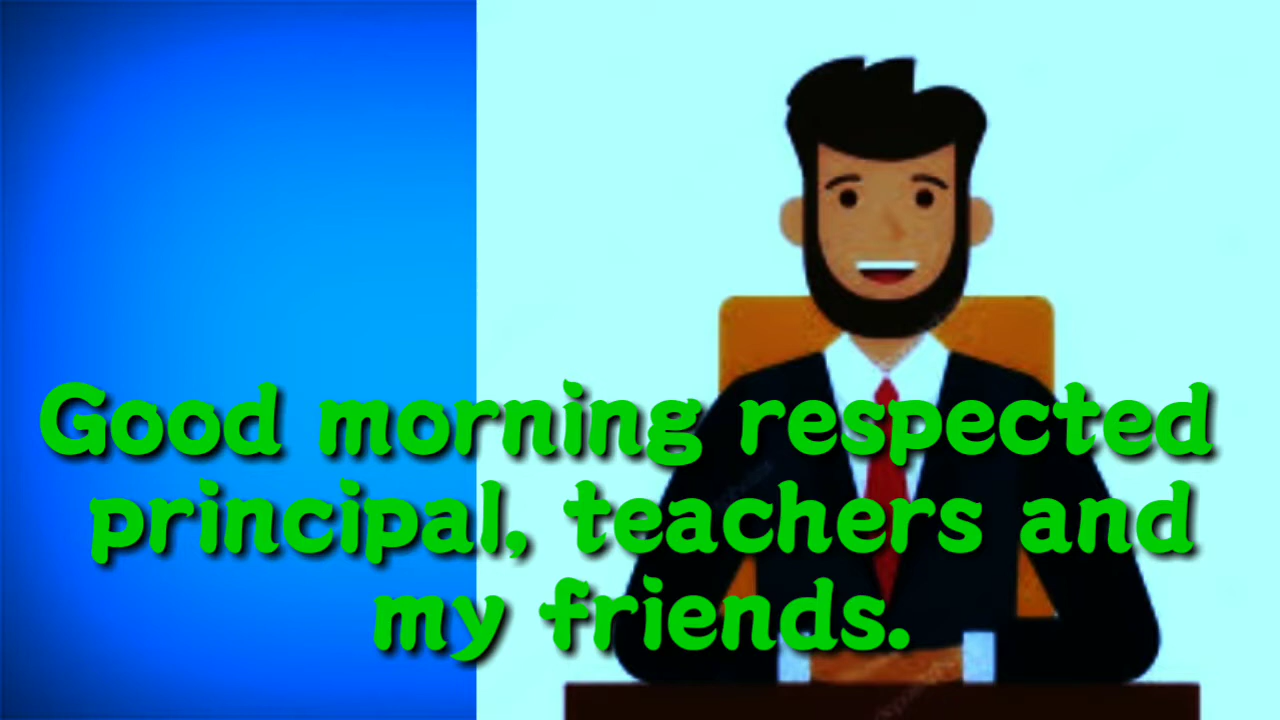 Good morning respected
principal, teachers and
my friends.